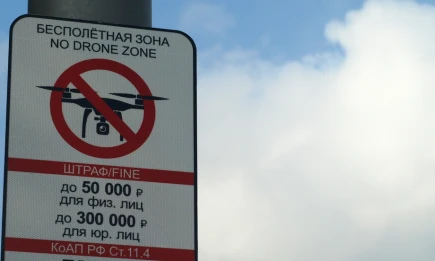 БЕСПОЛЁТНАЯ ЗОНА
NO DRONE ZONE
ШТРАФ/FINE
до 50 000 ₽
для физ. лиц
до 300 000 ₽
для юр. лиц
КоАП РФ Ст.11.4